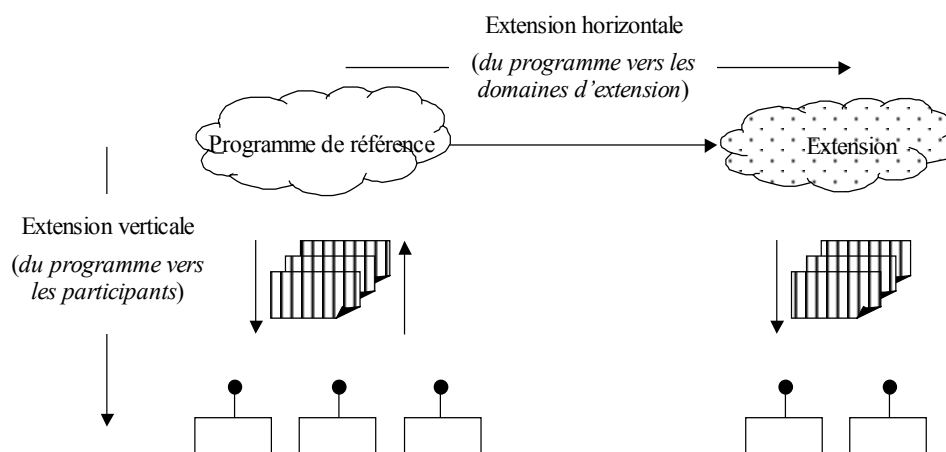 Extension horizontale
(du programme vers les
domaines d'extension)
Programme de référence
Extension
Extension verticale
(du programme vers
les participants)